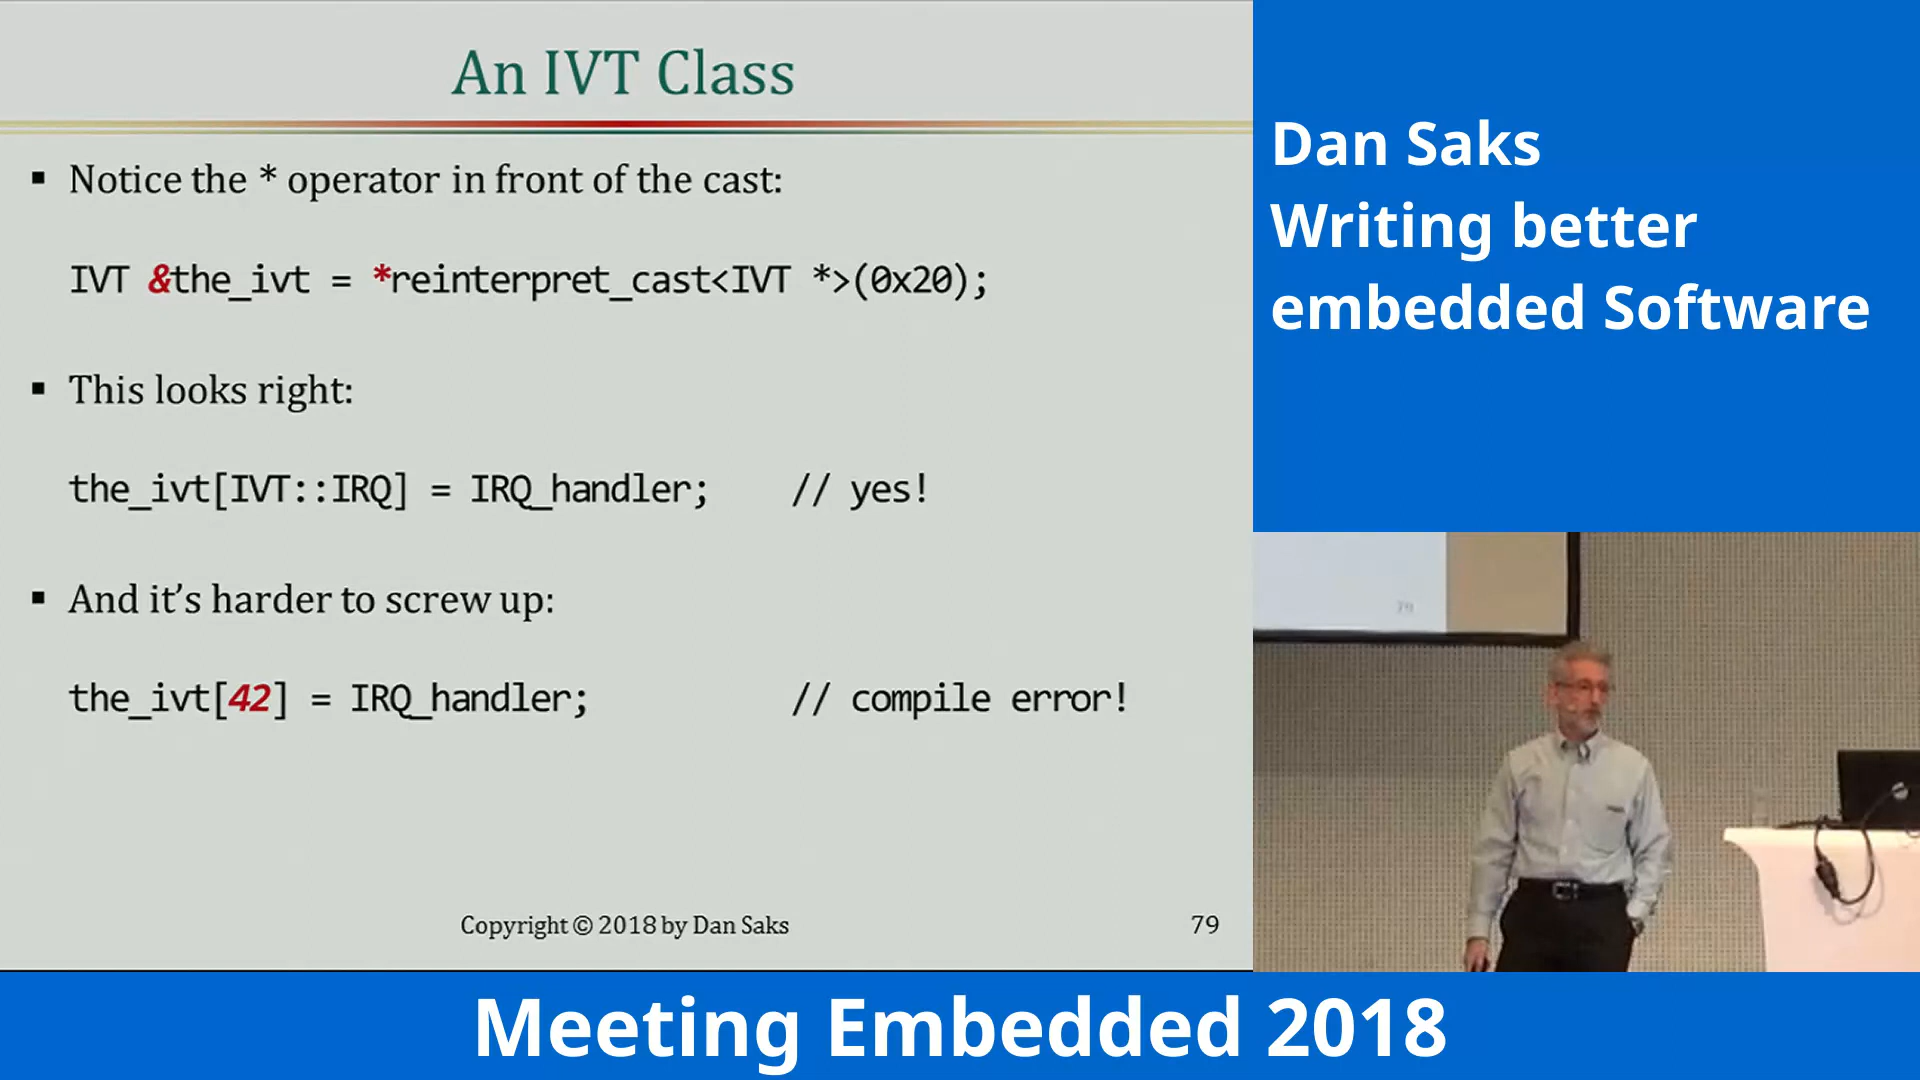 An IVT Class
▪ Notice the * operator in front of the cast:
IVT &the_ivt = *reinterpret_cast<IVT *>(0x20);
▪ This looks right:
the_ivt[IVT::IRQ] = IRQ_handler; // yes!
▪ And it’s harder to screw up:
the_ivt[42] = IRQ_handler; // compile error!
Copyright © 2018 by Dan Saks
79
Dan Saks
Writing better
embedded Software
79
Meeting Embedded 2018